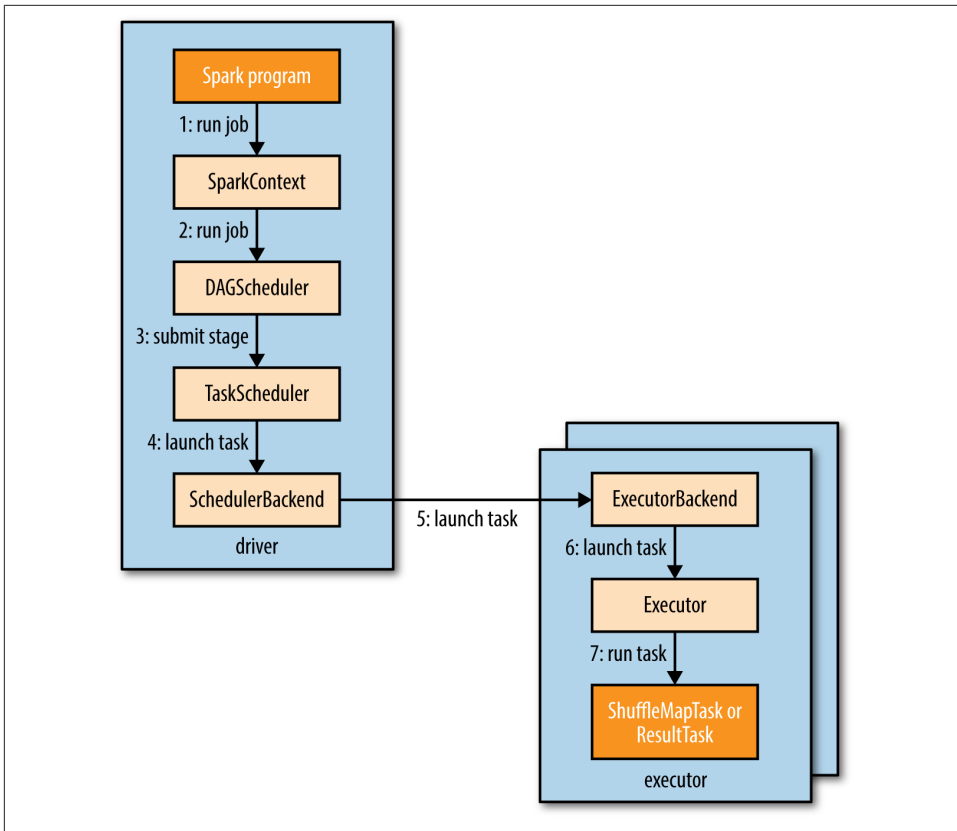 Spark program
1: run job
SparkContext
2: run job
DAGScheduler
3: submit stage
TaskScheduler
4: launch task
SchedulerBackend
driver
5: launch task
ExecutorBackend
6: launch task
Executor
7: run task
ShuffleMapTask or
ResultTask
executor